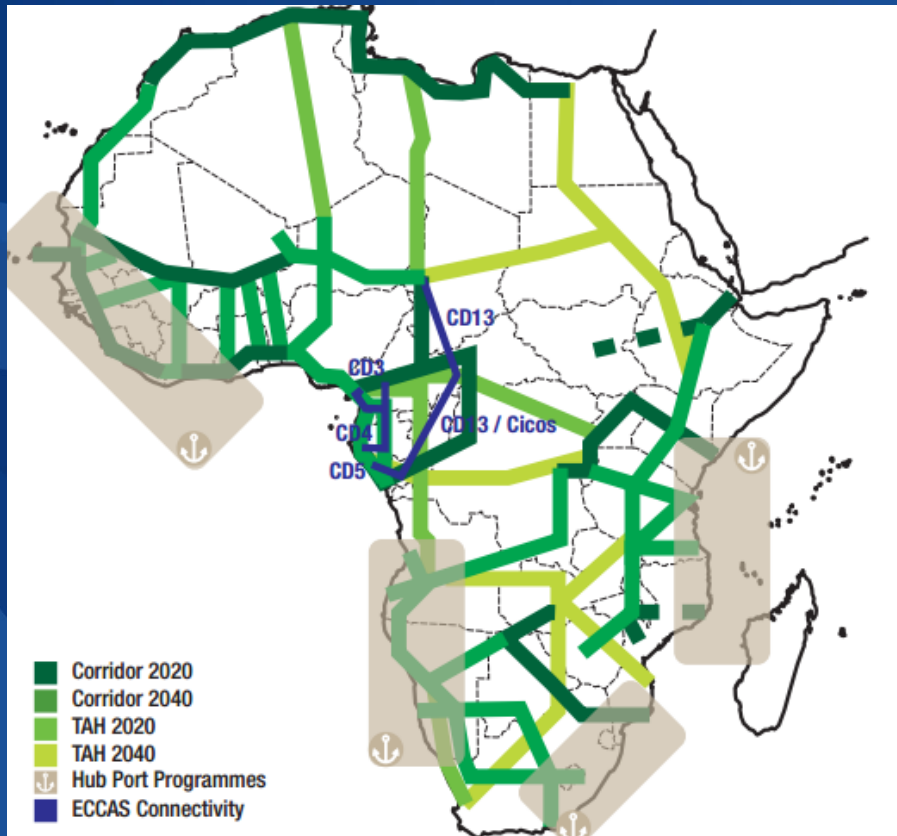 CD13
CD3
CD13 / Cicos
CD4
CD5
Corridor 2020
Corridor 2040
TAH 2020
TAH 2040
Hub Port Programmes
ECCAS Connectivity